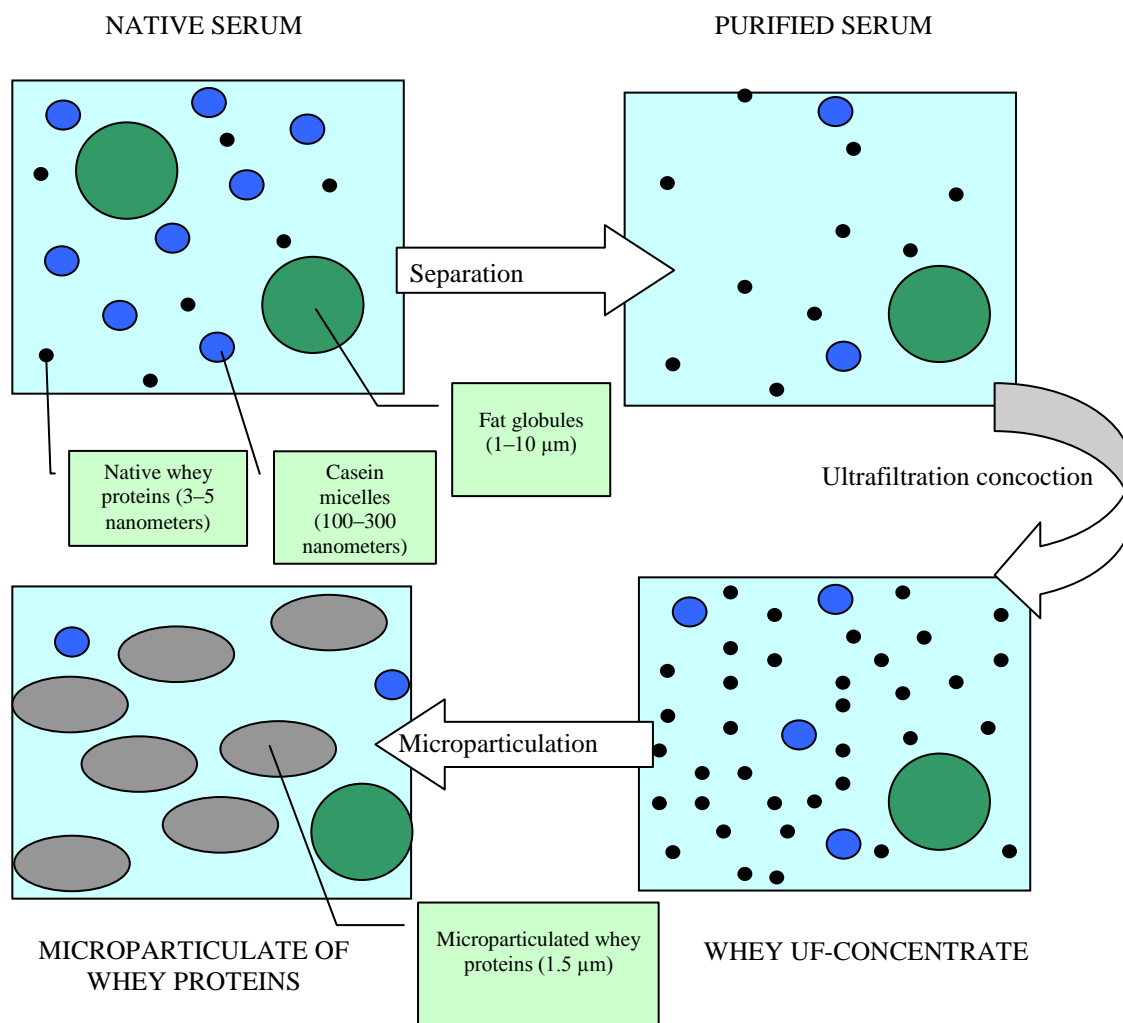 NATIVE SERUM
PURIFIED SERUM
Separation
Fat globules
(1–10 µm)
Native whey
proteins (3–5
nanometers)
Casein
micelles
(100–300
nanometers)
Ultrafiltration concoction
Microparticulation
Microparticulated whey
proteins (1.5 µm)
MICROPARTICULATE OF
WHEY PROTEINS
WHEY UF-CONCENTRATE